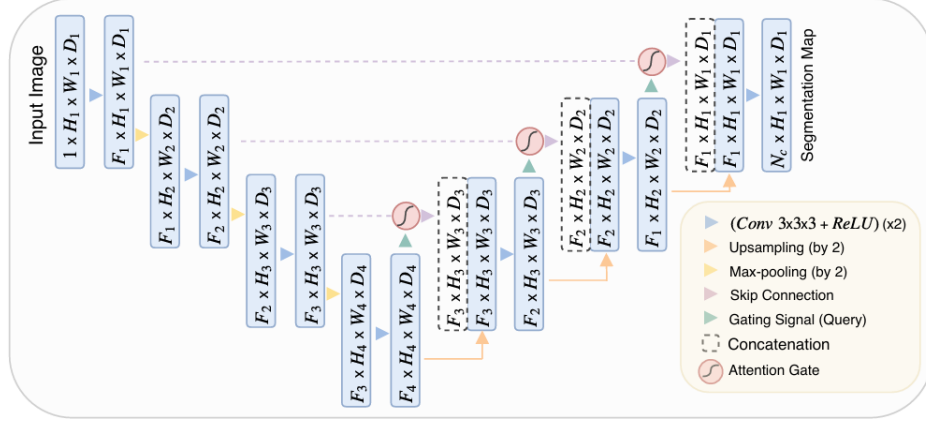 Input Image
1 x H₁ x W₁ x D₁
F₁ x H₁ x W₁ x D₁
F₁ x H₂ x W₂ x D₂
F₂ x H₂ x W₂ x D₂
F₂ x H₃ x W₃ x D₃
F₃ x H₃ x W₃ x D₃
F₃ x H₄ x W₄ x D₄
F₄ x H₄ x W₄ x D₄
F₃ x H₃ x W₃ x D₃
F₃ x H₃ x W₃ x D₃
F₂ x H₃ x W₃ x D₃
F₂ x H₂ x W₂ x D₂
F₂ x H₂ x W₂ x D₂
F₁ x H₂ x W₂ x D₂
F₁ x H₁ x W₁ x D₁
F₁ x H₁ x W₁ x D₁
N_c x H₁ x W₁ x D₁
Segmentation Map
(Conv 3x3x3 + ReLU) (x2)
Upsampling (by 2)
Max-pooling (by 2)
Skip Connection
Gating Signal (Query)
Concatenation
Attention Gate